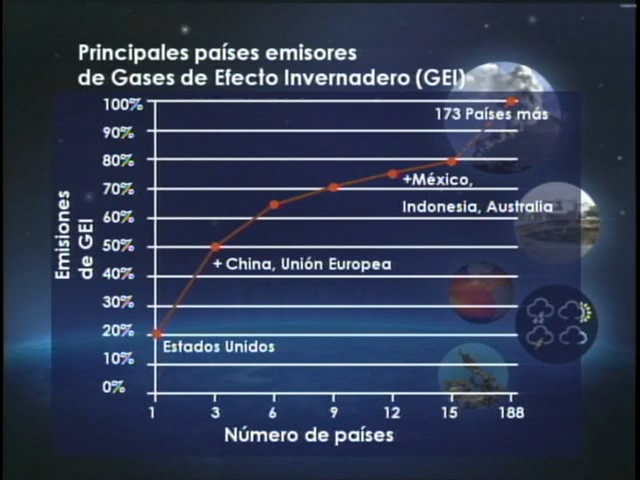 Principales países emisores
de Gases de Efecto Invernadero (GEI)
100%
173 Países más
90%
80%
+México,
70%
Indonesia, Australia
60%
50%
+ China, Unión Europea
40%
30%
20%
Estados Unidos
10%
0%
Emisiones
de GEI
1 3 6 9 12 15 188
Número de países